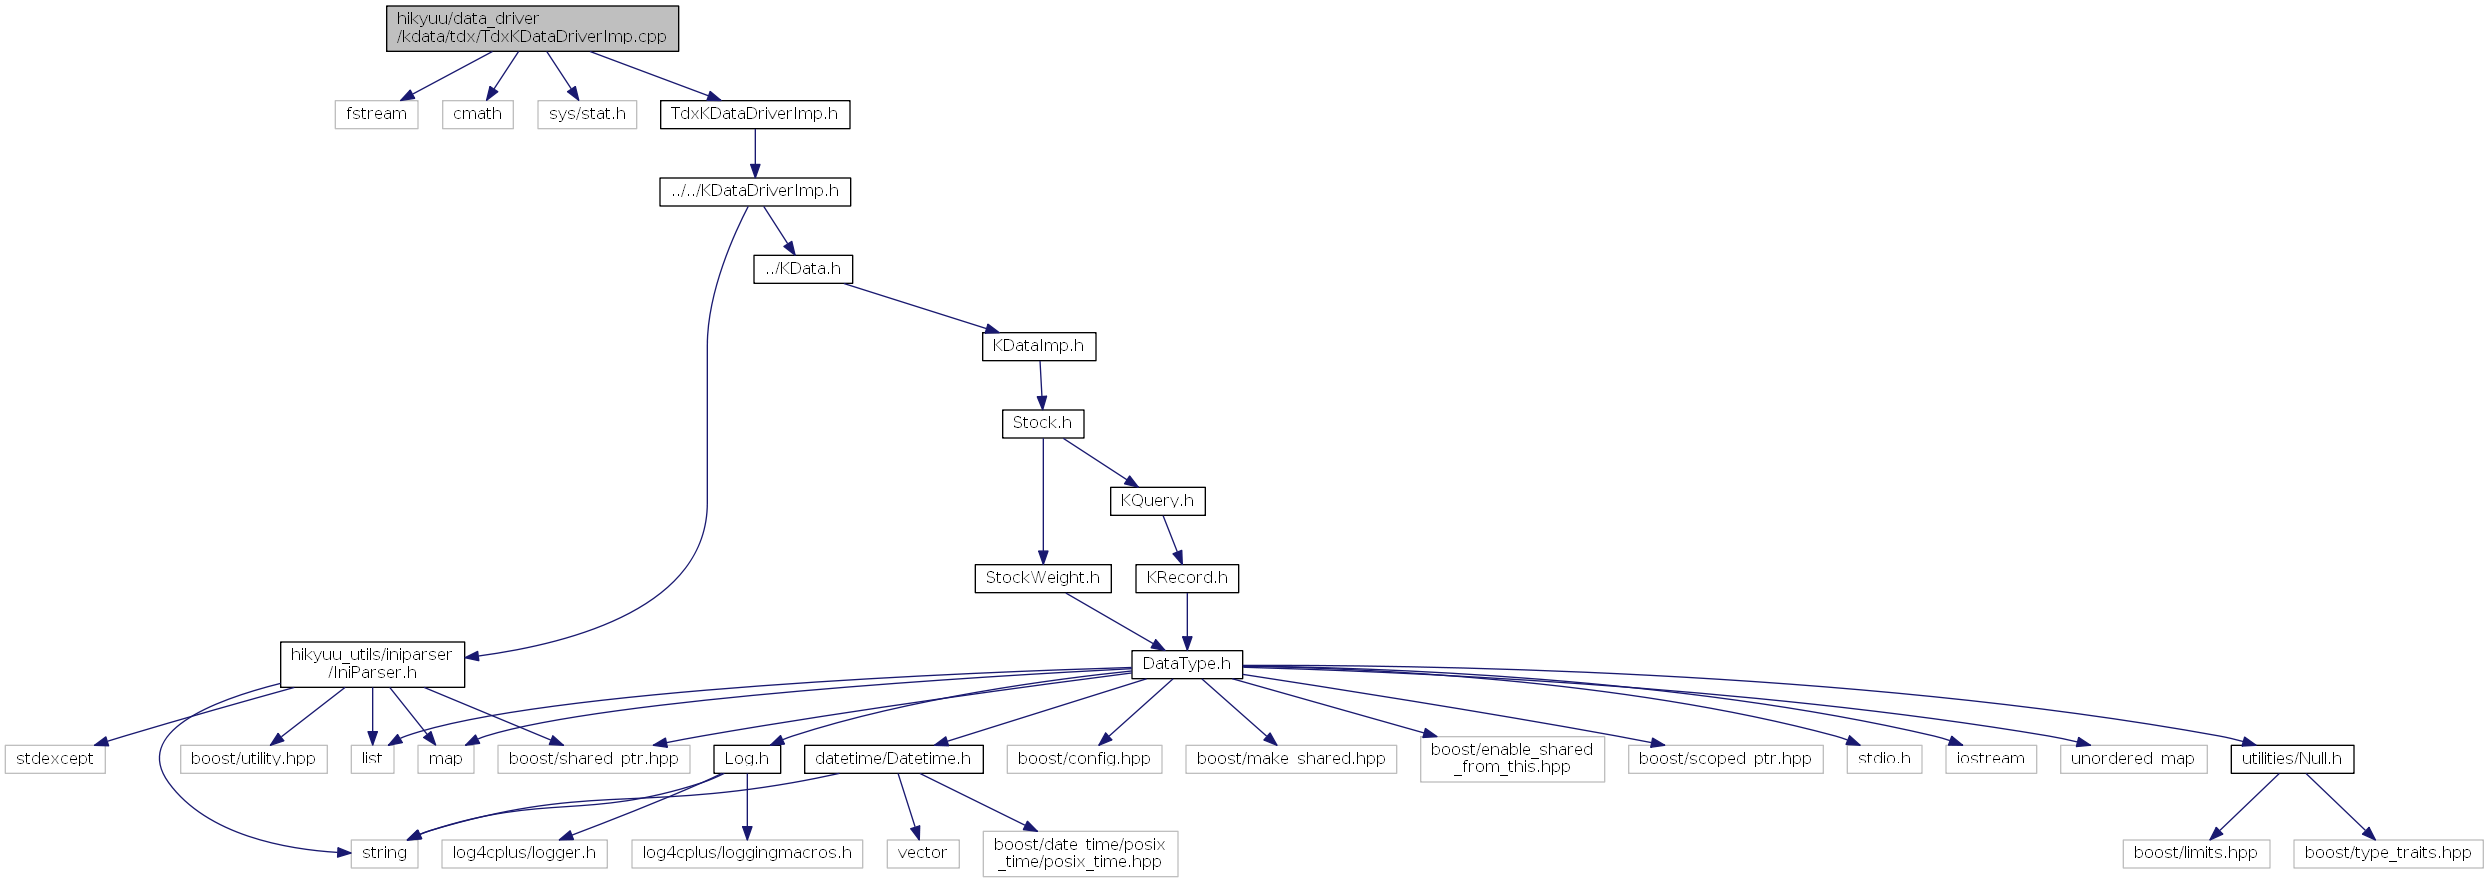 hikyuu/data_driver
/kdata/tdx/TdxKDataDriverImp.cpp
fstream
cmath
sys/stat.h
TdxKDataDriverImp.h
../../KDataDriverImp.h
../KData.h
KDataImp.h
Stock.h
KQuery.h
StockWeight.h
KRecord.h
hikyuu_utils/iniparser
/IniParser.h
DataType.h
stdexcept
boost/utility.hpp
list
map
boost/shared_ptr.hpp
Log.h
datetime/Datetime.h
boost/config.hpp
boost/make_shared.hpp
boost/enable_shared
_from_this.hpp
boost/scoped_ptr.hpp
stdio.h
iostream
unordered_map
utilities/Null.h
string
log4cplus/logger.h
log4cplus/loggingmacros.h
vector
boost/date_time/posix
_time/posix_time.hpp
boost/limits.hpp
boost/type_traits.hpp